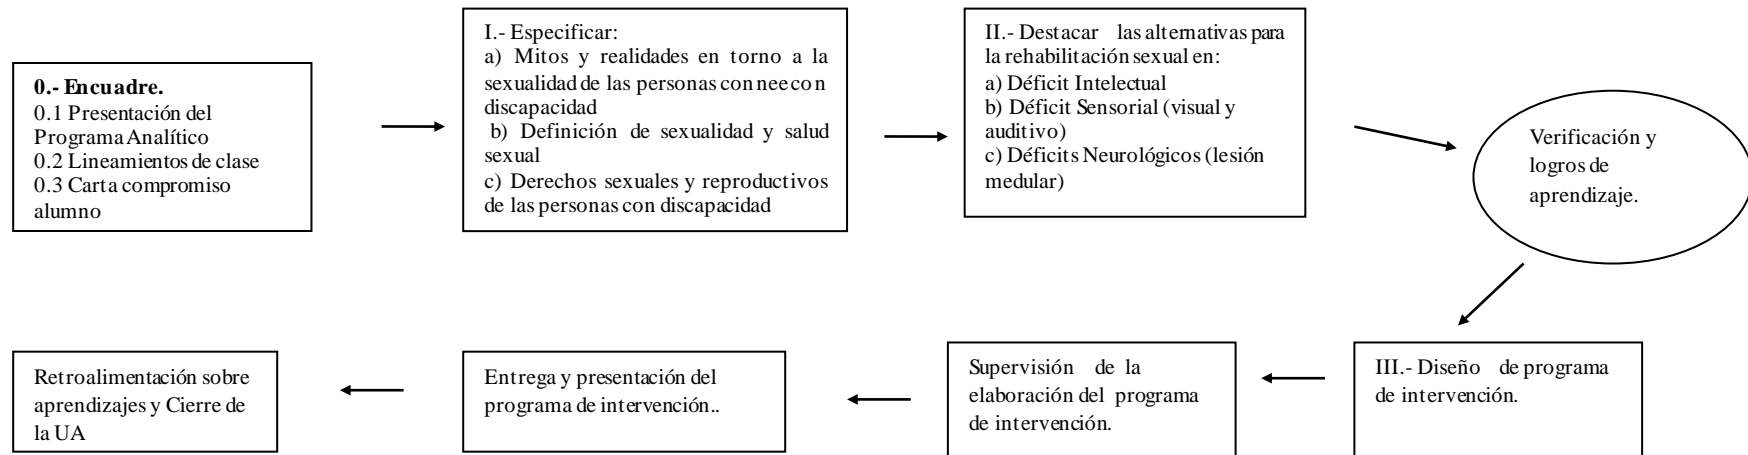 0.- Encuadre.
0.1 Presentación del
Programa Analítico
0.2 Lineamientos de clase
0.3 Carta compromiso
alumno
I.- Especificar:
a) Mitos y realidades en torno a la
sexualidad de las personas con nee con
discapacidad
b) Definición de sexualidad y salud
sexual
c) Derechos sexuales y reproductivos
de las personas con discapacidad
II.- Destacar las alternativas para
la rehabilitación sexual en:
a) Déficit Intelectual
b) Déficit Sensorial (visual y
auditivo)
c) Déficits Neurológicos (lesión
medular)
Verificación y
logros de
aprendizaje.
III.- Diseño de programa
de intervención.
Supervisión de la
elaboración del programa
de intervención.
Entrega y presentación del
programa de intervención..
Retroalimentación sobre
aprendizajes y Cierre de
la UA